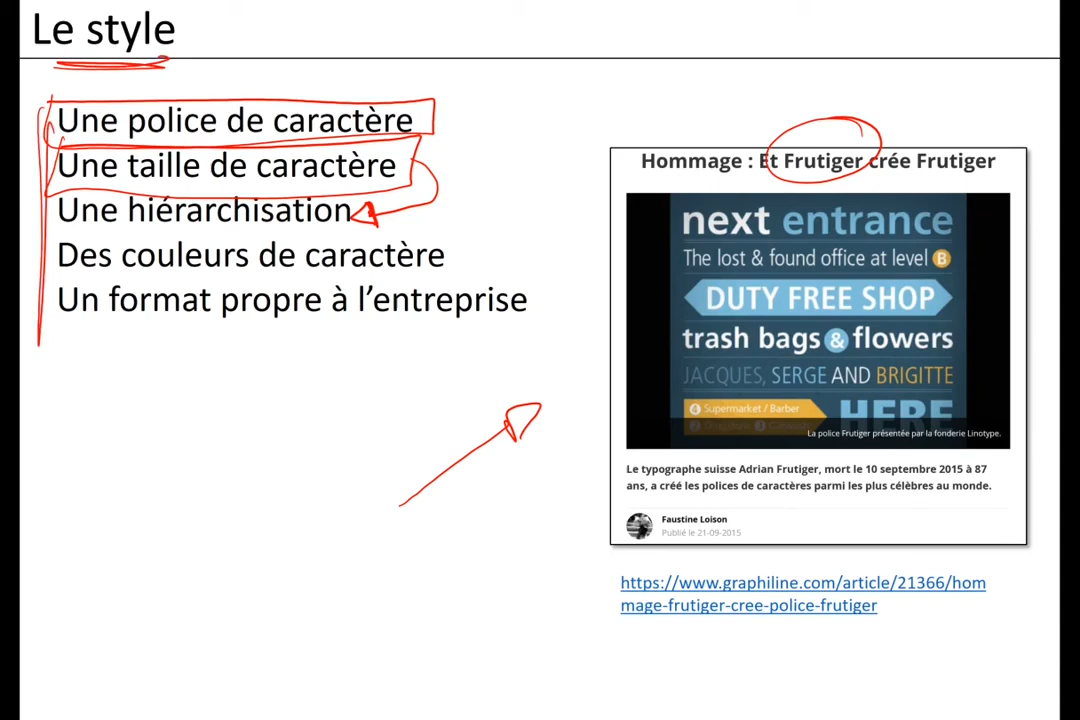 Le style
Une police de caractère
Une taille de caractère
Une hiérarchisation
Des couleurs de caractère
Un format propre à l’entreprise
Hommage : Et Frutiger crée Frutiger
next entrance
The lost & found office at level B
DUTY FREE SHOP
trash bags & flowers
JACQUES, SERGE AND BRIGITTE
4 Supermarket / Barber
HERE
La police Frutiger présentée par la fonderie Linotype.
Le typographe suisse Adrian Frutiger, mort le 10 septembre 2015 à 87
ans, a créé les polices de caractères parmi les plus célèbres au monde.
Faustine Loison
Publié le 21-09-2015
https://www.graphiline.com/article/21366/hom
mage-frutiger-cree-police-frutiger